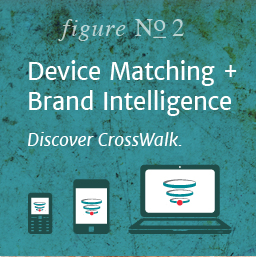 figure Nº 2
Device Matching +
Brand Intelligence
Discover CrossWalk.